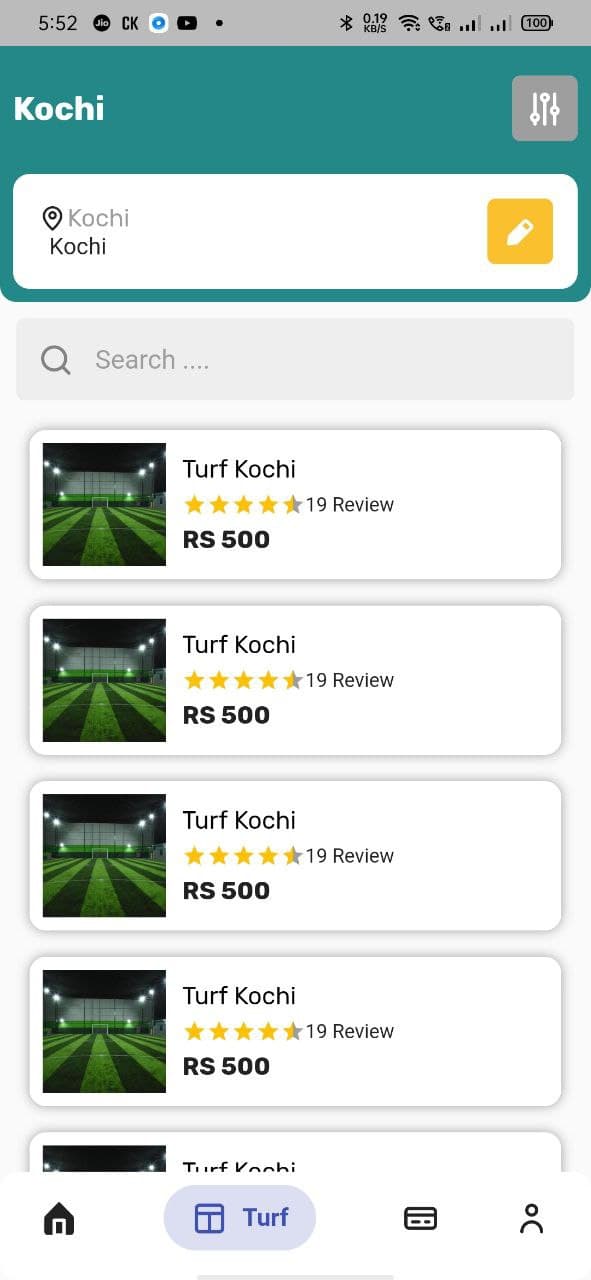 5:52 Jio CK 0.19 KB/S 100
Kochi
Kochi
Kochi
Search ....
Turf Kochi
19 Review
RS 500
Turf Kochi
19 Review
RS 500
Turf Kochi
19 Review
RS 500
Turf Kochi
19 Review
RS 500
Turf Kochi
Turf